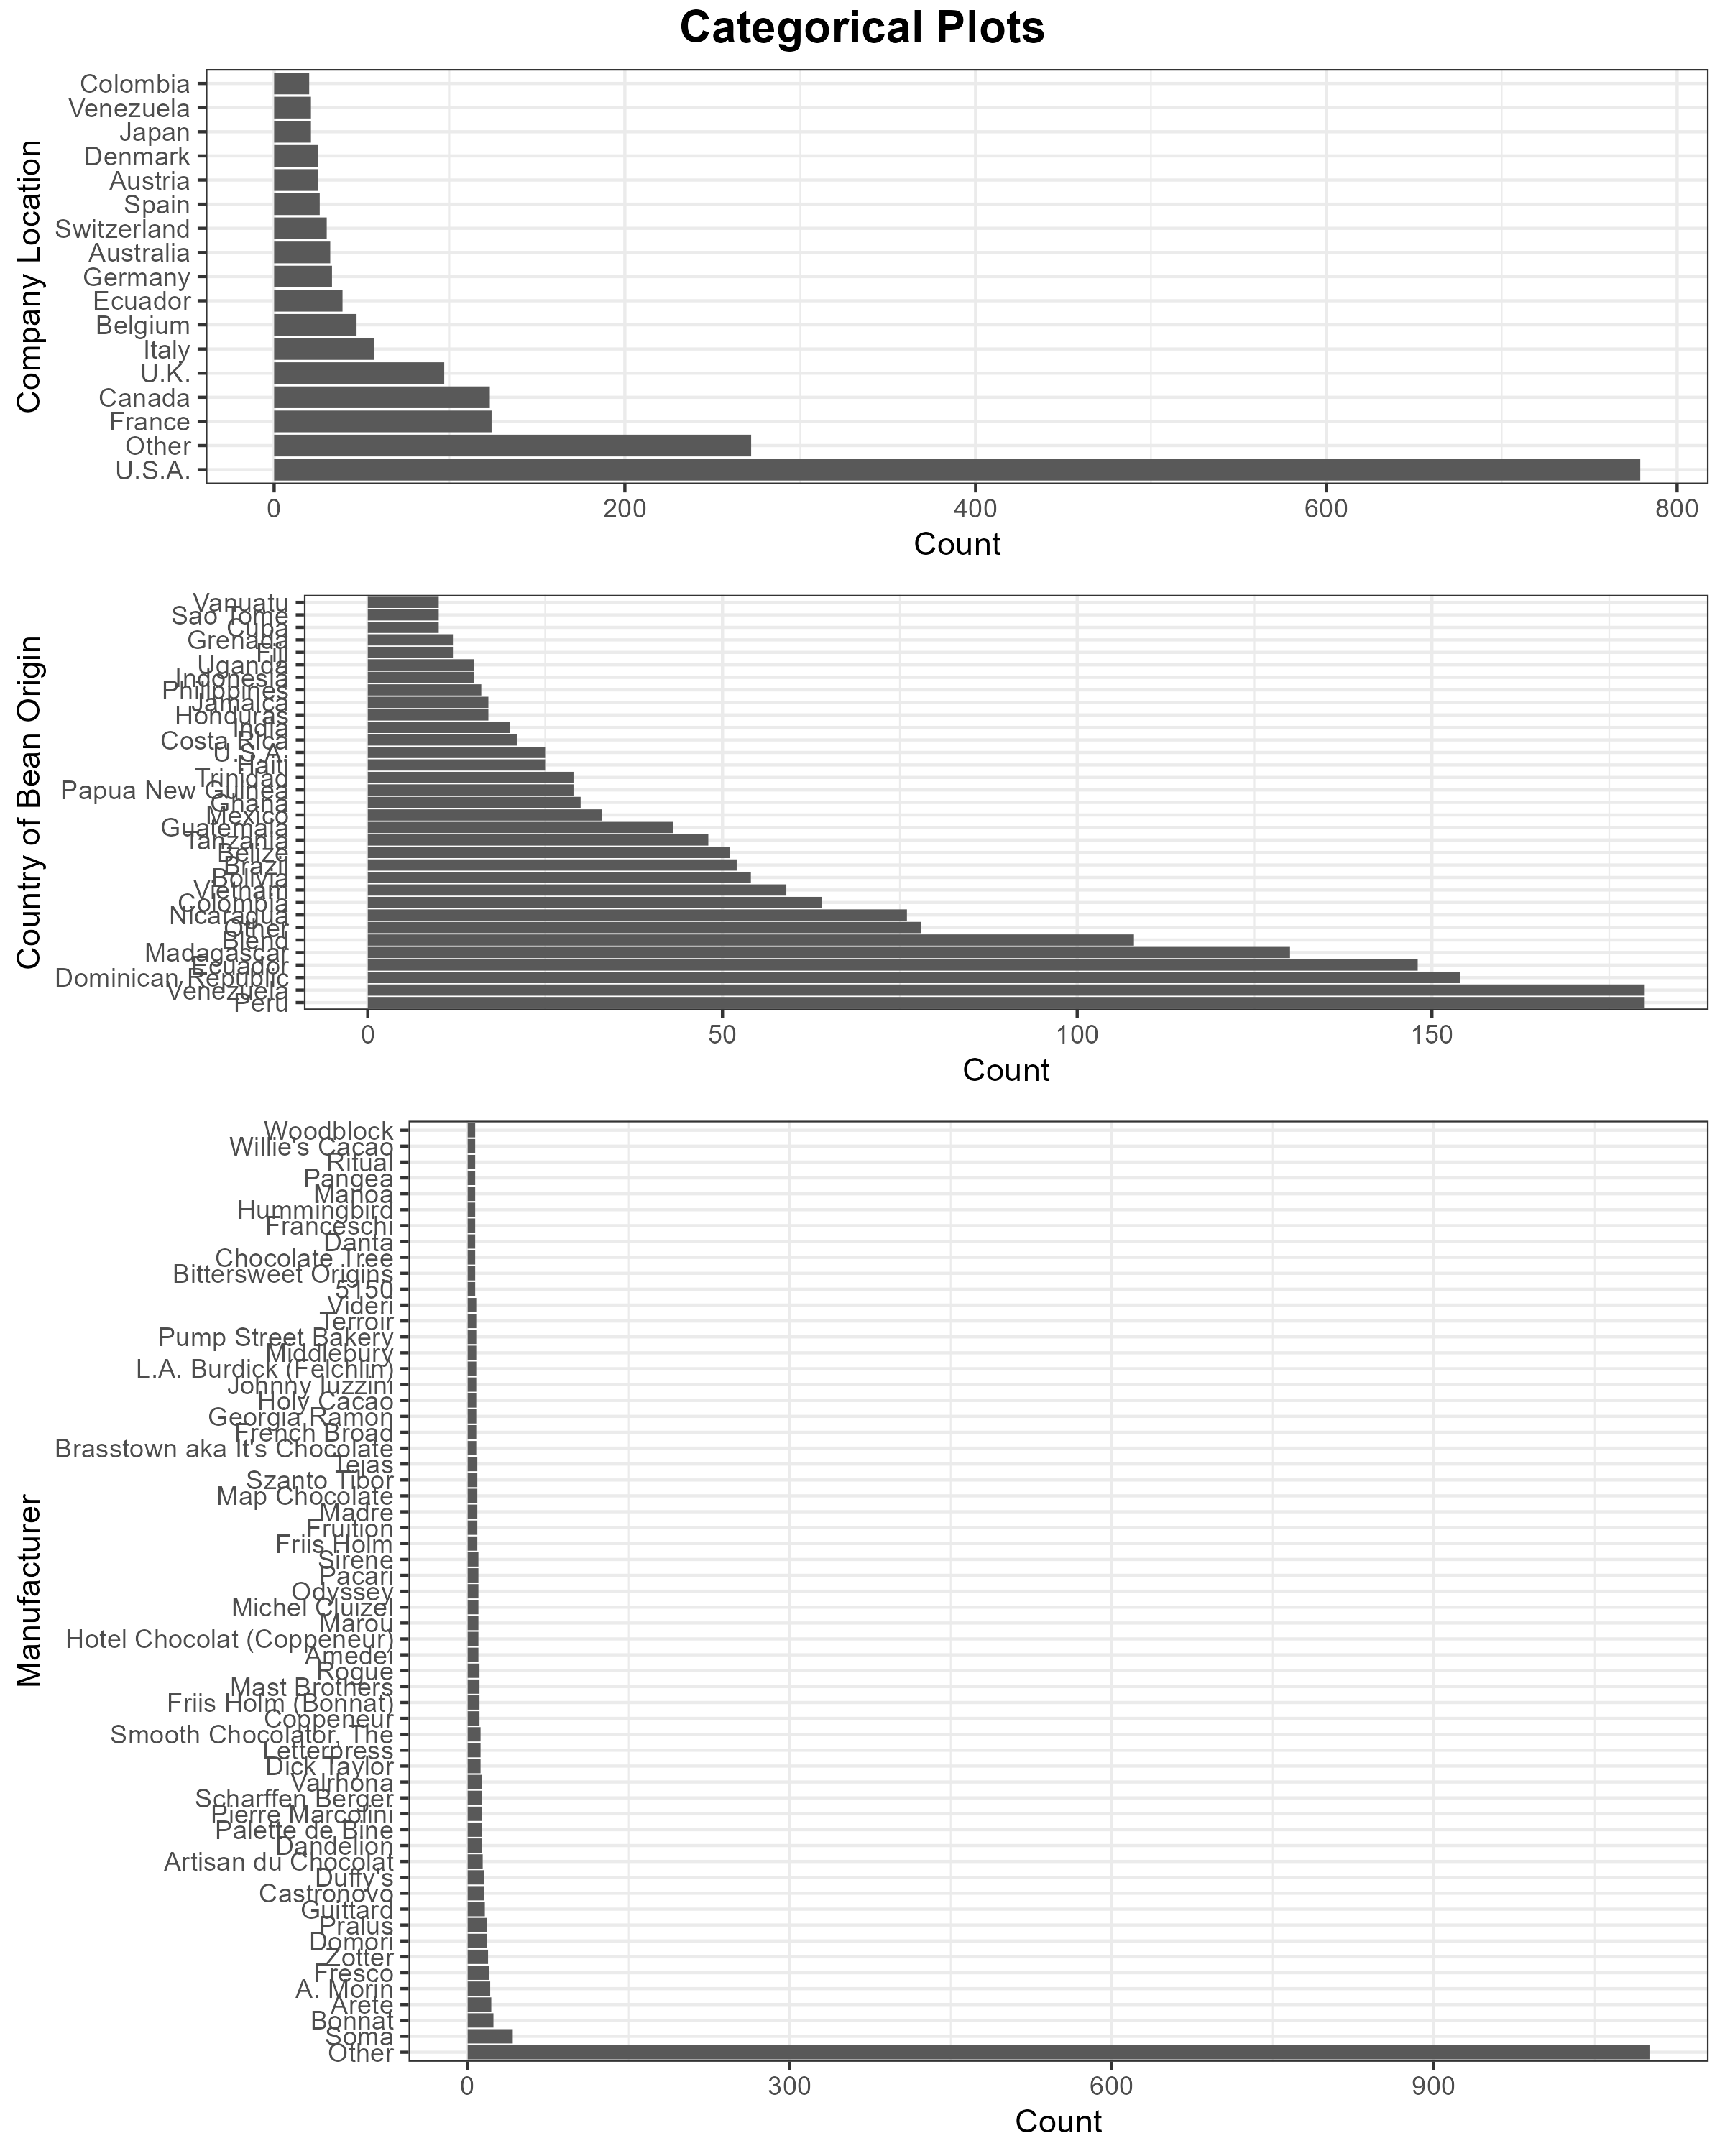 Categorical Plots
Company Location
Colombia
Venezuela
Japan
Denmark
Austria
Spain
Switzerland
Australia
Germany
Ecuador
Belgium
Italy
U.K.
Canada
France
Other
U.S.A.
0 200 400 600 800
Count
Country of Bean Origin
Vanuatu
Sao Tome
Cuba
Grenada
Fiji
Uganda
Indonesia
Philippines
Jamaica
Honduras
India
Costa Rica
U.S.A.
Haiti
Trinidad
Papua New Guinea
Ghana
Mexico
Guatemala
Tanzania
Belize
Brazil
Bolivia
Vietnam
Colombia
Nicaragua
Other
Blend
Madagascar
Ecuador
Dominican Republic
Venezuela
Peru
0 50 100 150
Count
Manufacturer
Woodblock
Willie's Cacao
Ritual
Pangea
Manoa
Hummingbird
Franceschi
Danta
Chocolate Tree
Bittersweet Origins
5150
Videri
Terroir
Pump Street Bakery
Middlebury
L.A. Burdick (Felchlin)
Johnny Iuzzini
Holy Cacao
Georgia Ramon
French Broad
Brasstown aka It's Chocolate
Tejas
Szanto Tibor
Map Chocolate
Madre
Fruition
Friis Holm
Sirene
Pacari
Odyssey
Michel Cluizel
Marou
Hotel Chocolat (Coppeneur)
Amedei
Rogue
Mast Brothers
Friis Holm (Bonnat)
Coppeneur
Smooth Chocolator, The
Letterpress
Dick Taylor
Valrhona
Scharffen Berger
Pierre Marcolini
Palette de Bine
Dandelion
Artisan du Chocolat
Duffy's
Castronovo
Guittard
Pralus
Domori
Zotter
Fresco
A. Morin
Arete
Bonnat
Soma
Other
0 300 600 900
Count